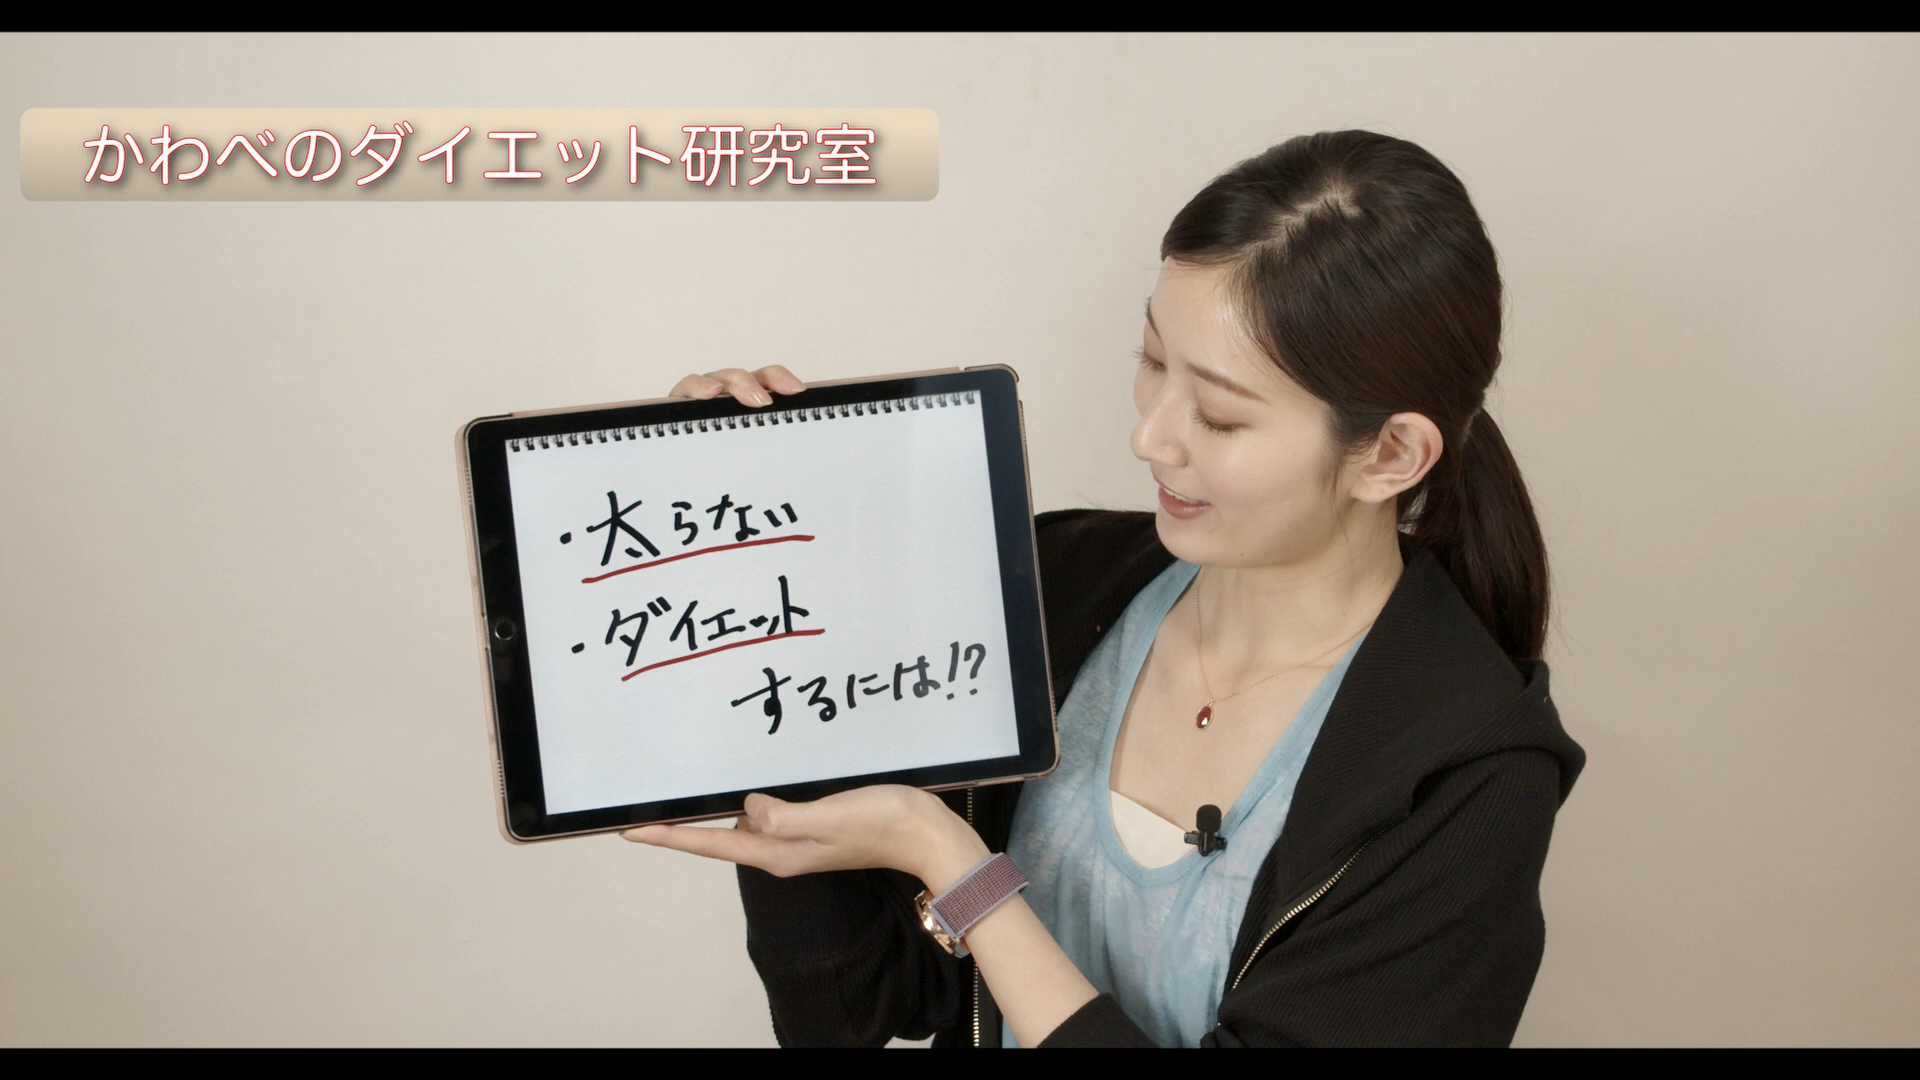 かわべのダイエット研究室
・太らない
・ダイエット
するには!?